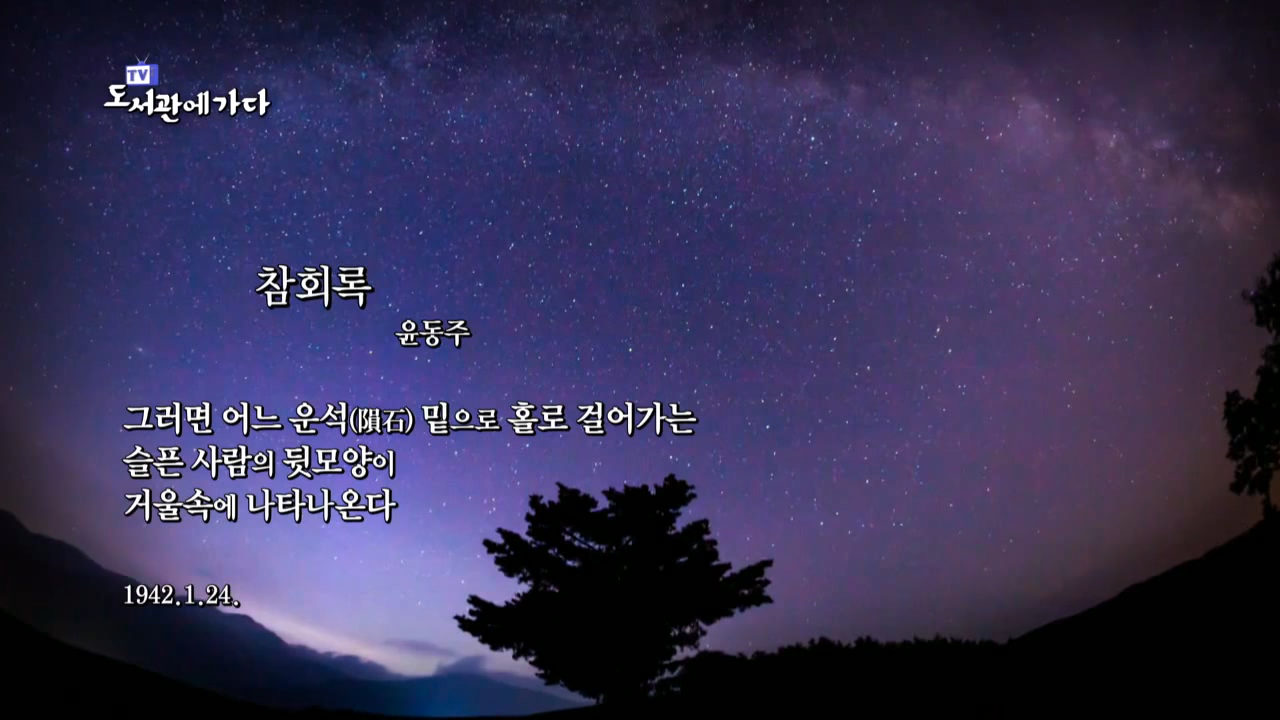 TV
도서관에가다
참회록
윤동주
그러면 어느 운석(隕石) 밑으로 홀로 걸어가는
슬픈 사람의 뒷모양이
거울속에 나타나온다
1942.1.24.